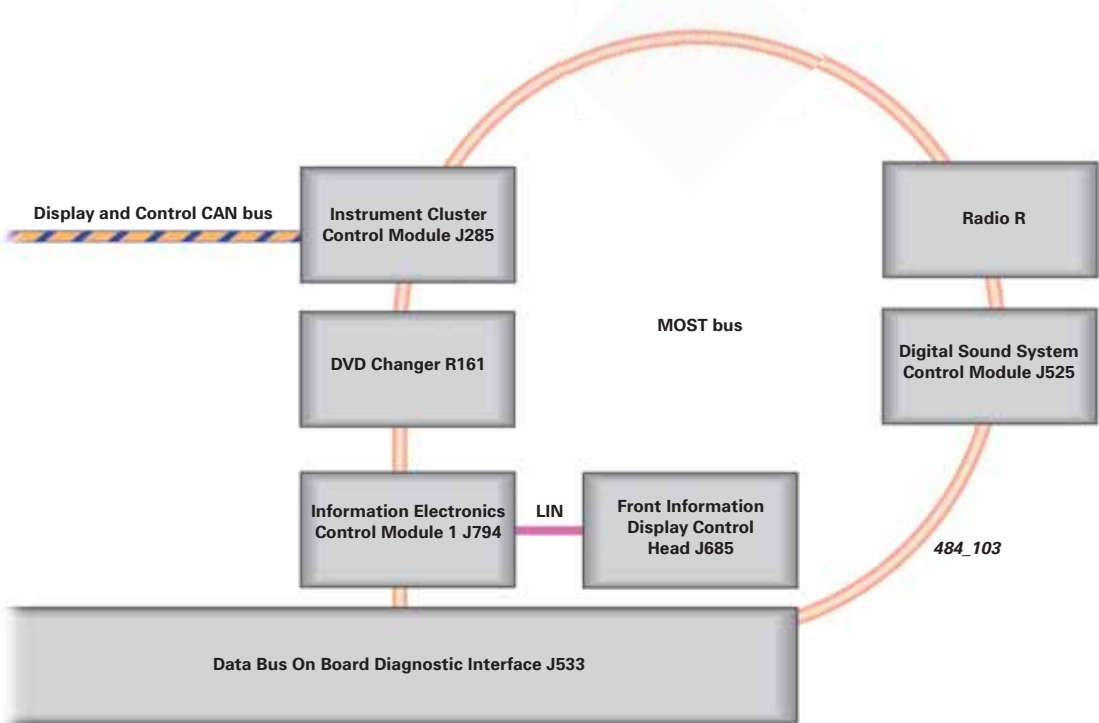 Display and Control CAN bus
Instrument Cluster
Control Module J285
Radio R
DVD Changer R161
MOST bus
Digital Sound System
Control Module J525
Information Electronics
Control Module 1 J794
LIN
Front Information
Display Control
Head J685
484_103
Data Bus On Board Diagnostic Interface J533